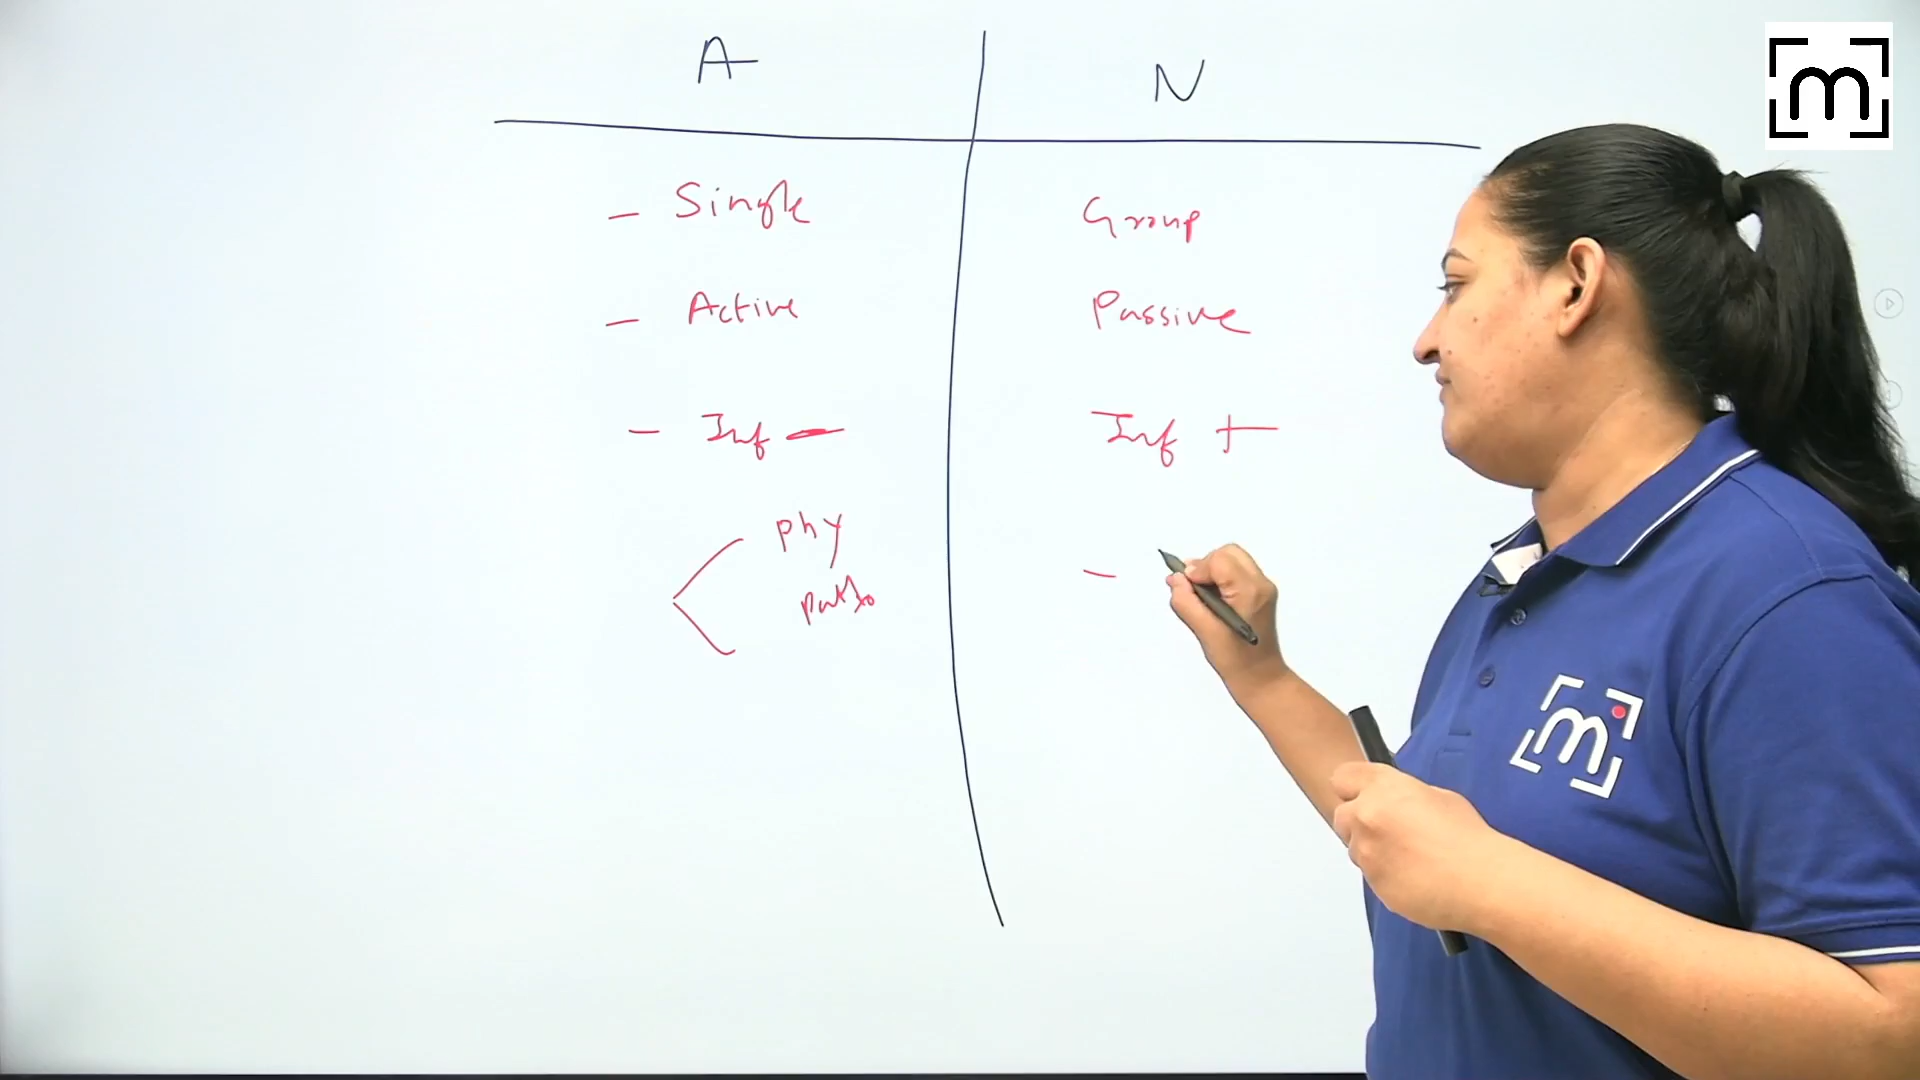 A N
- Single Group
- Active Passive
- Inf - Inf +
phy
patho -
m
m